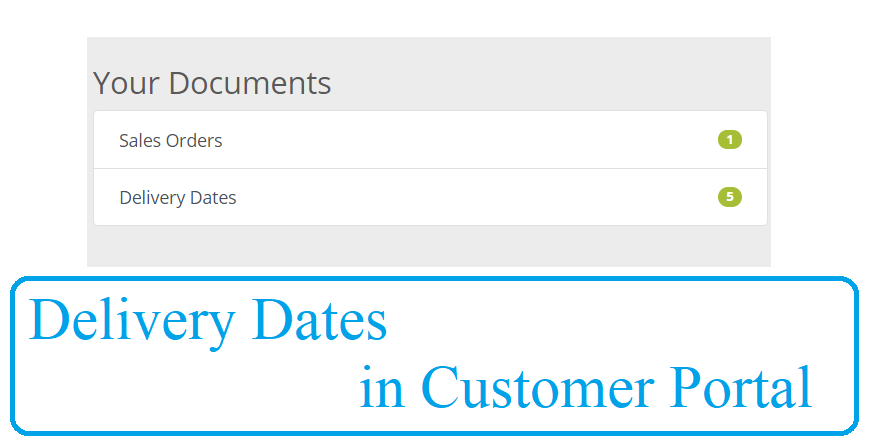 Your Documents
Sales Orders 1
Delivery Dates 5
Delivery Dates
in Customer Portal